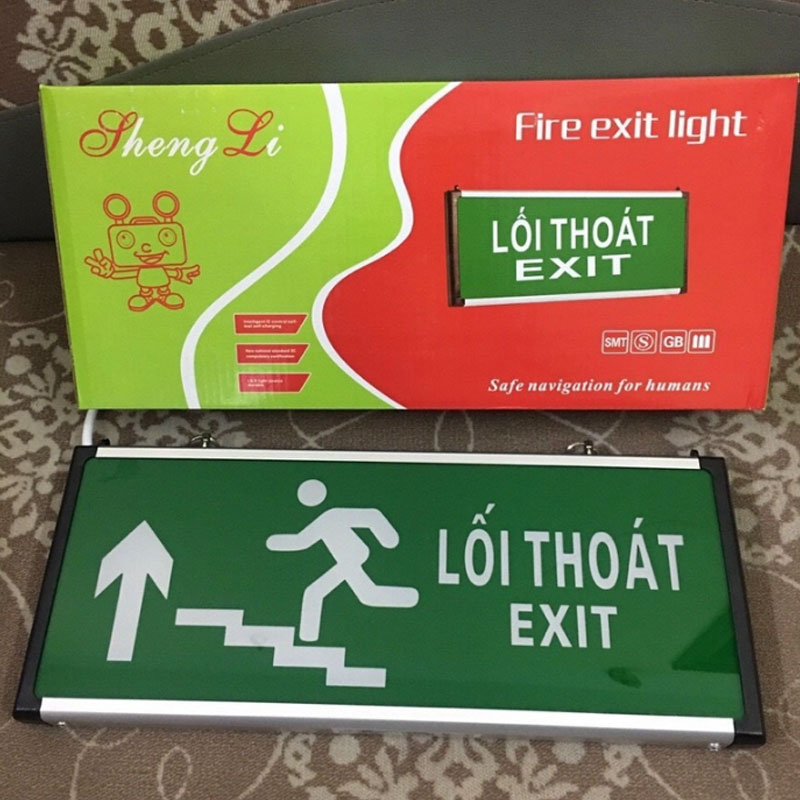 Sheng Li
Fire exit light
LỐI THOÁT
EXIT
SMT S GB
Safe navigation for humans
LỐI THOÁT
EXIT